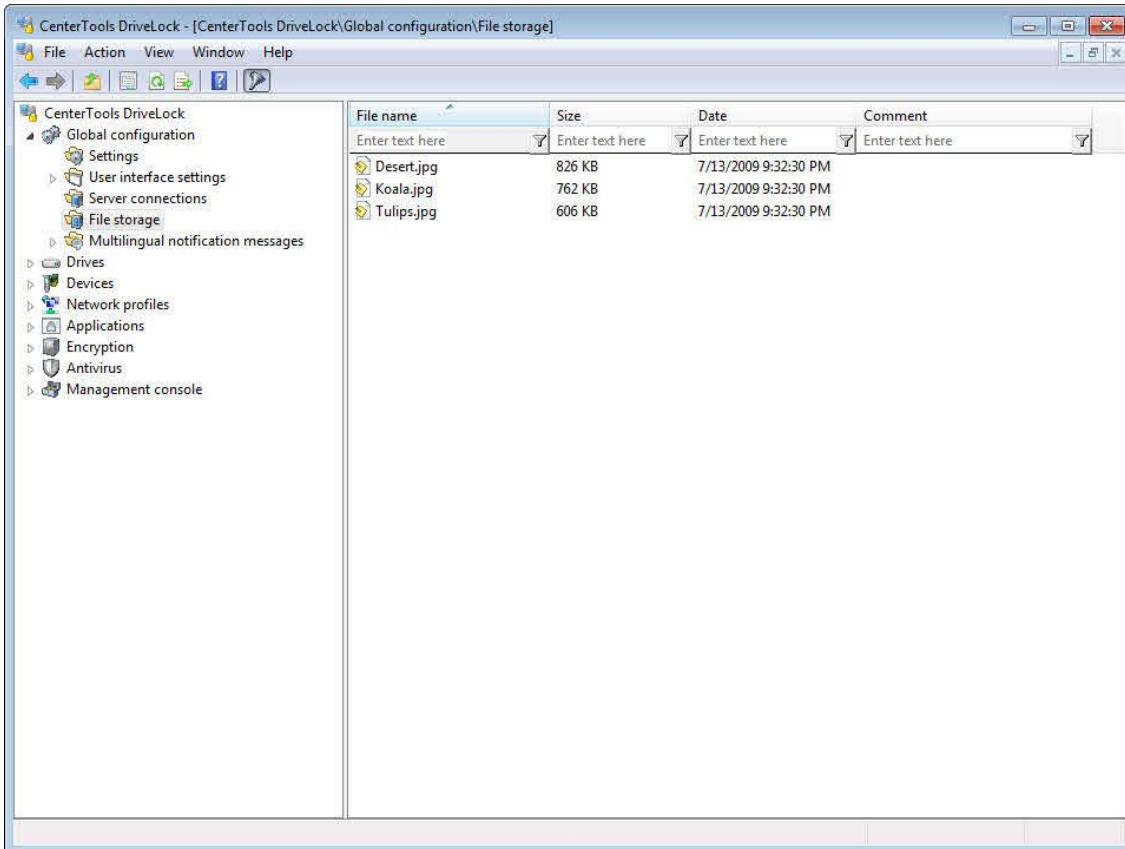 CenterTools DriveLock - [CenterTools DriveLock\Global configuration\File storage]
File Action View Window Help
CenterTools DriveLock
Global configuration
Settings
User interface settings
Server connections
File storage
Multilingual notification messages
Drives
Devices
Network profiles
Applications
Encryption
Antivirus
Management console
File name Size Date Comment
Enter text here Enter text here Enter text here Enter text here
Desert.jpg 826 KB 7/13/2009 9:32:30 PM
Koala.jpg 762 KB 7/13/2009 9:32:30 PM
Tulips.jpg 606 KB 7/13/2009 9:32:30 PM